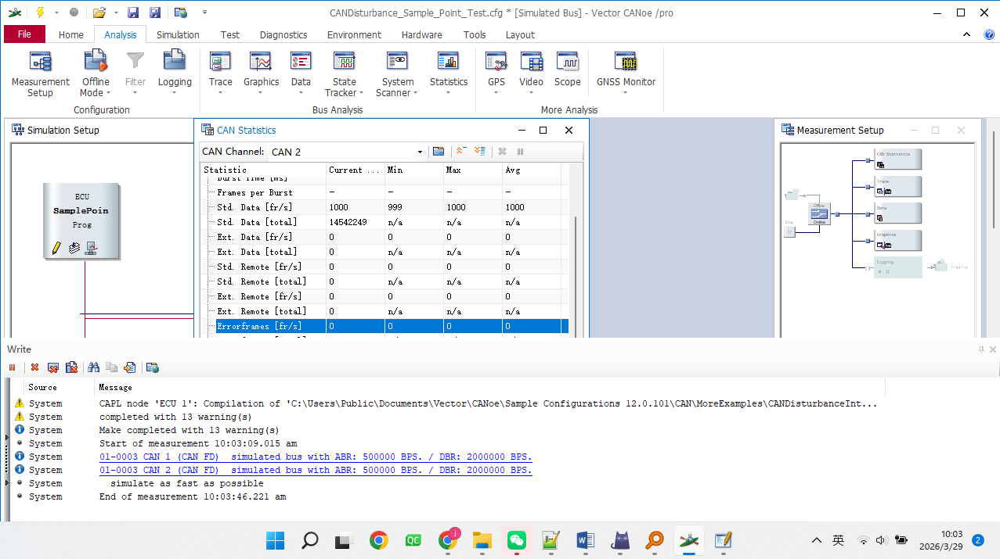 CANDisturbance_Sample_Point_Test.cfg * [Simulated Bus] - Vector CANoe /pro
File Home Analysis Simulation Test Diagnostics Environment Hardware Tools Layout
Measurement Setup
Offline Mode
Filter
Logging
Trace
Graphics
Data
State Tracker
System Scanner
Statistics
GPS
Video
Scope
GNSS Monitor
Configuration
Bus Analysis
More Analysis
Simulation Setup
ECU
SamplePoin
Prog
CAN Statistics
CAN Channel: CAN 2
Statistic Current ... Min Max Avg
Burst Time [ms]
Frames per Burst - - - -
Std. Data [fr/s] 1000 999 1000 1000
Std. Data [total] 14542249 n/a n/a n/a
Ext. Data [fr/s] 0 0 0 0
Ext. Data [total] 0 n/a n/a n/a
Std. Remote [fr/s] 0 0 0 0
Std. Remote [total] 0 n/a n/a n/a
Ext. Remote [fr/s] 0 0 0 0
Ext. Remote [total] 0 n/a n/a n/a
Errorframes [fr/s] 0 0 0 0
Measurement Setup
CAN Statistics
Trace
Data
Graphics
Logging
Logging
Offline
Online
Sim.
Write
Source Message
System CAPL node 'ECU 1': Compilation of 'C:\Users\Public\Documents\Vector\CANoe\Sample Configurations 12.0.101\CAN\MoreExamples\CANDisturbanceInt...
System completed with 13 warning(s)
System Make completed with 13 warning(s)
System Start of measurement 10:03:09.015 am
System 01-0003 CAN 1 (CAN FD)  simulated bus with ABR: 500000 BPS. / DBR: 2000000 BPS.
System 01-0003 CAN 2 (CAN FD)  simulated bus with ABR: 500000 BPS. / DBR: 2000000 BPS.
System simulate as fast as possible
System End of measurement 10:03:46.221 am
QC
英
10:03
2026/3/29
2